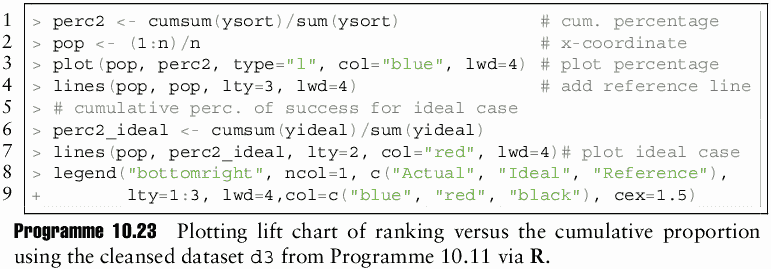 1 > perc2 <- cumsum(ysort)/sum(ysort) # cum. percentage
2 > pop <- (1:n)/n # x-coordinate
3 > plot(pop, perc2, type="l", col="blue", lwd=4) # plot percentage
4 > lines(pop, pop, lty=3, lwd=4) # add reference line
5 > # cumulative perc. of success for ideal case
6 > perc2_ideal <- cumsum(yideal)/sum(yideal)
7 > lines(pop, perc2_ideal, lty=2, col="red", lwd=4)# plot ideal case
8 > legend("bottomright", ncol=1, c("Actual", "Ideal", "Reference"),
9 + lty=1:3, lwd=4,col=c("blue", "red", "black"), cex=1.5)
Programme 10.23 Plotting lift chart of ranking versus the cumulative proportion
using the cleansed dataset d3 from Programme 10.11 via R.